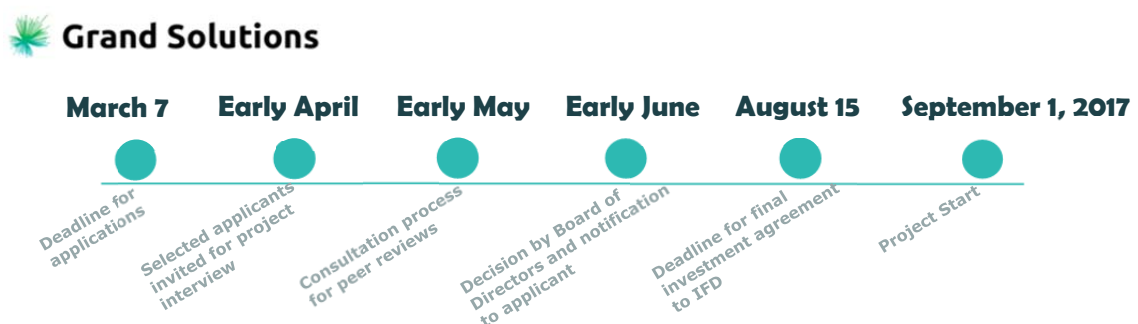 Grand Solutions
March 7
Early April
Early May
Early June
August 15
September 1, 2017
Deadline for
applications
Selected applicants
invited for project
interview
Consultation process
for peer reviews
Decision by Board of
Directors and notification
to applicant
Deadline for final
investment agreement
to IFD
Project Start